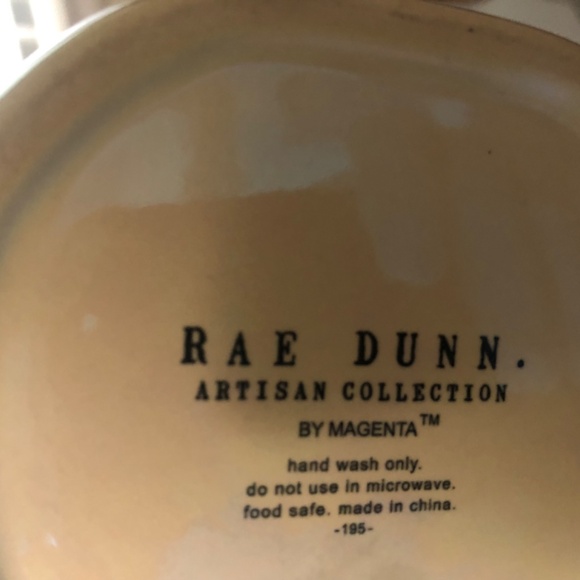 RAE DUNN.
ARTISAN COLLECTION
BY MAGENTA™
hand wash only.
do not use in microwave.
food safe. made in china.
-195-